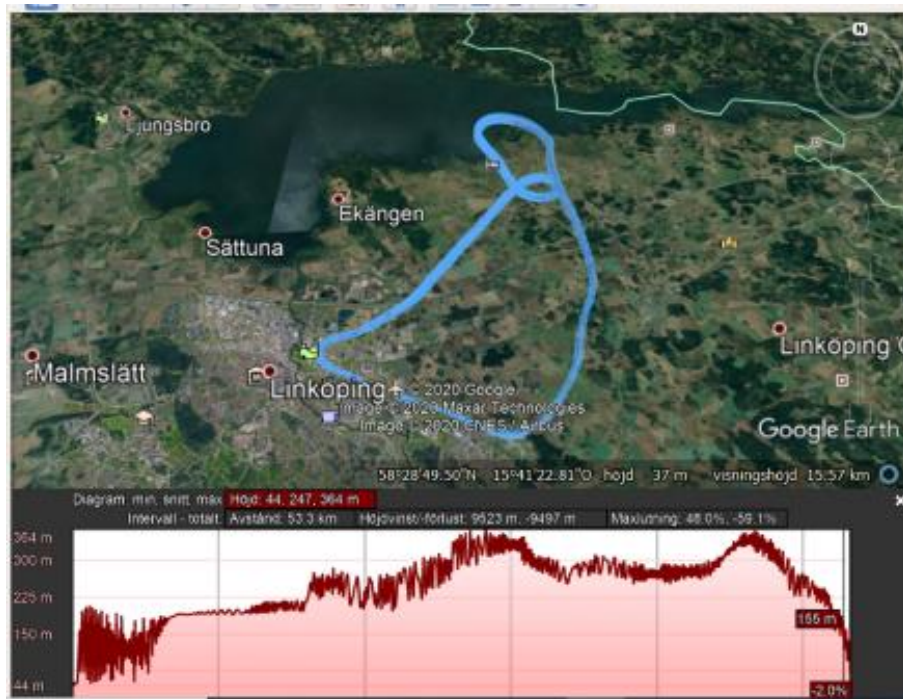 N
Ljungsbro
Ekängen
Sättuna
Linköping
Malmslätt
Linköping
© 2020 Google
Image © 2020 Maxar Technologies
Image © 2020 CNES / Airbus
Google Earth
58°28'49.50"N 15°41'22.81"O höjd 37 m visningshöjd 15.57 km
Diagram: min, snitt, max Höjd: 44, 247, 364 m
Intervall - totalt: Avstånd: 53.3 km Höjdvinst/-förlust: 9523 m, -9497 m Maxlutning: 48.0%, -59.1%
364 m
300 m
225 m
150 m
44 m
155 m
-2.0%